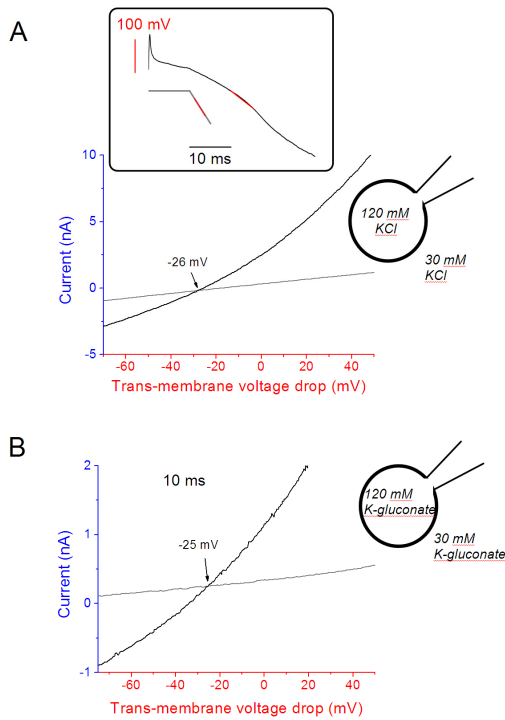 A
100 mV
10 ms
10
5
0
-5
Current (nA)
-26 mV
-60
-40
-20
0
20
40
Trans-membrane voltage drop (mV)
120 mM
KCl
30 mM
KCl
B
2
1
0
-1
Current (nA)
10 ms
-25 mV
-60
-40
-20
0
20
40
Trans-membrane voltage drop (mV)
120 mM
K-gluconate
30 mM
K-gluconate